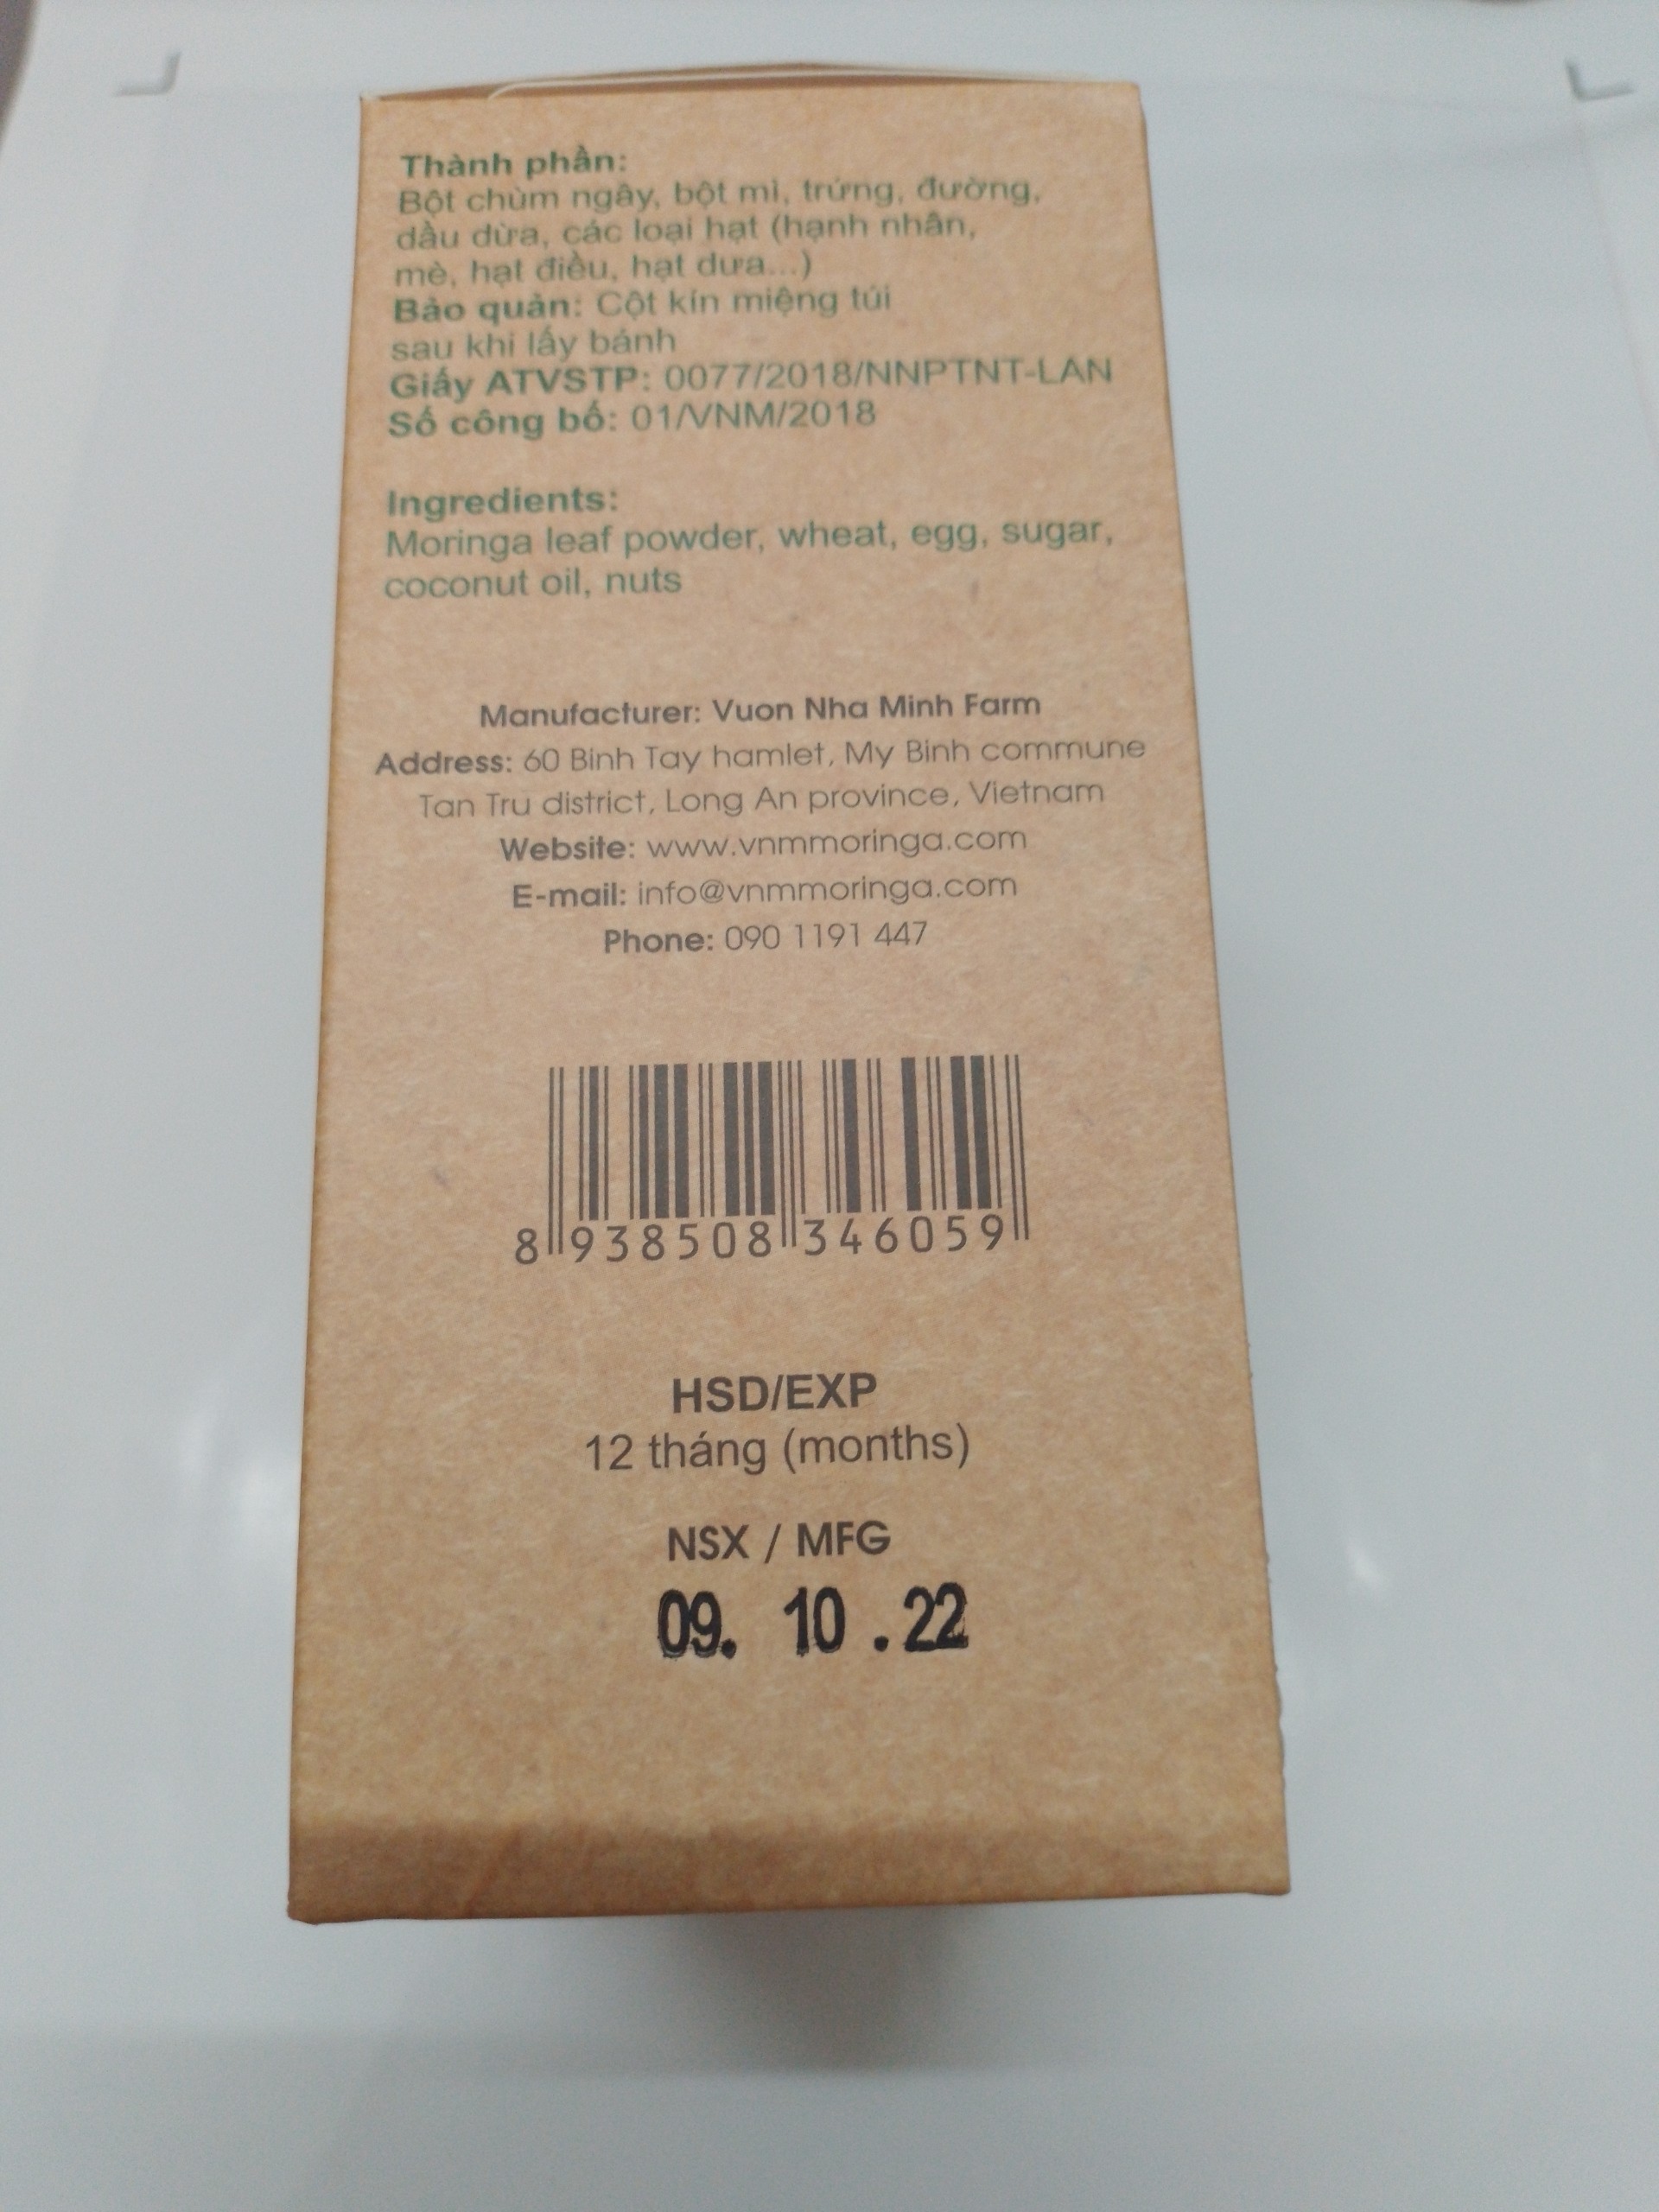 Thành phần:
Bột chùm ngây, bột mì, trứng, đường,
dầu dừa, các loại hạt (hạnh nhân,
mè, hạt điều, hạt dưa...)
Bảo quản: Cột kín miệng túi
sau khi lấy bánh
Giấy ATVSTP: 0077/2018/NNPTNT-LAN
Số công bố: 01/VNM/2018
Ingredients:
Moringa leaf powder, wheat, egg, sugar,
coconut oil, nuts
Manufacturer: Vuon Nha Minh Farm
Address: 60 Binh Tay hamlet, My Binh commune
Tan Tru district, Long An province, Vietnam
Website: www.vnmmoringa.com
E-mail: info@vnmmoringa.com
Phone: 090 1191 447
8 938508 346059
HSD/EXP
12 tháng (months)
NSX / MFG
09. 10 .22